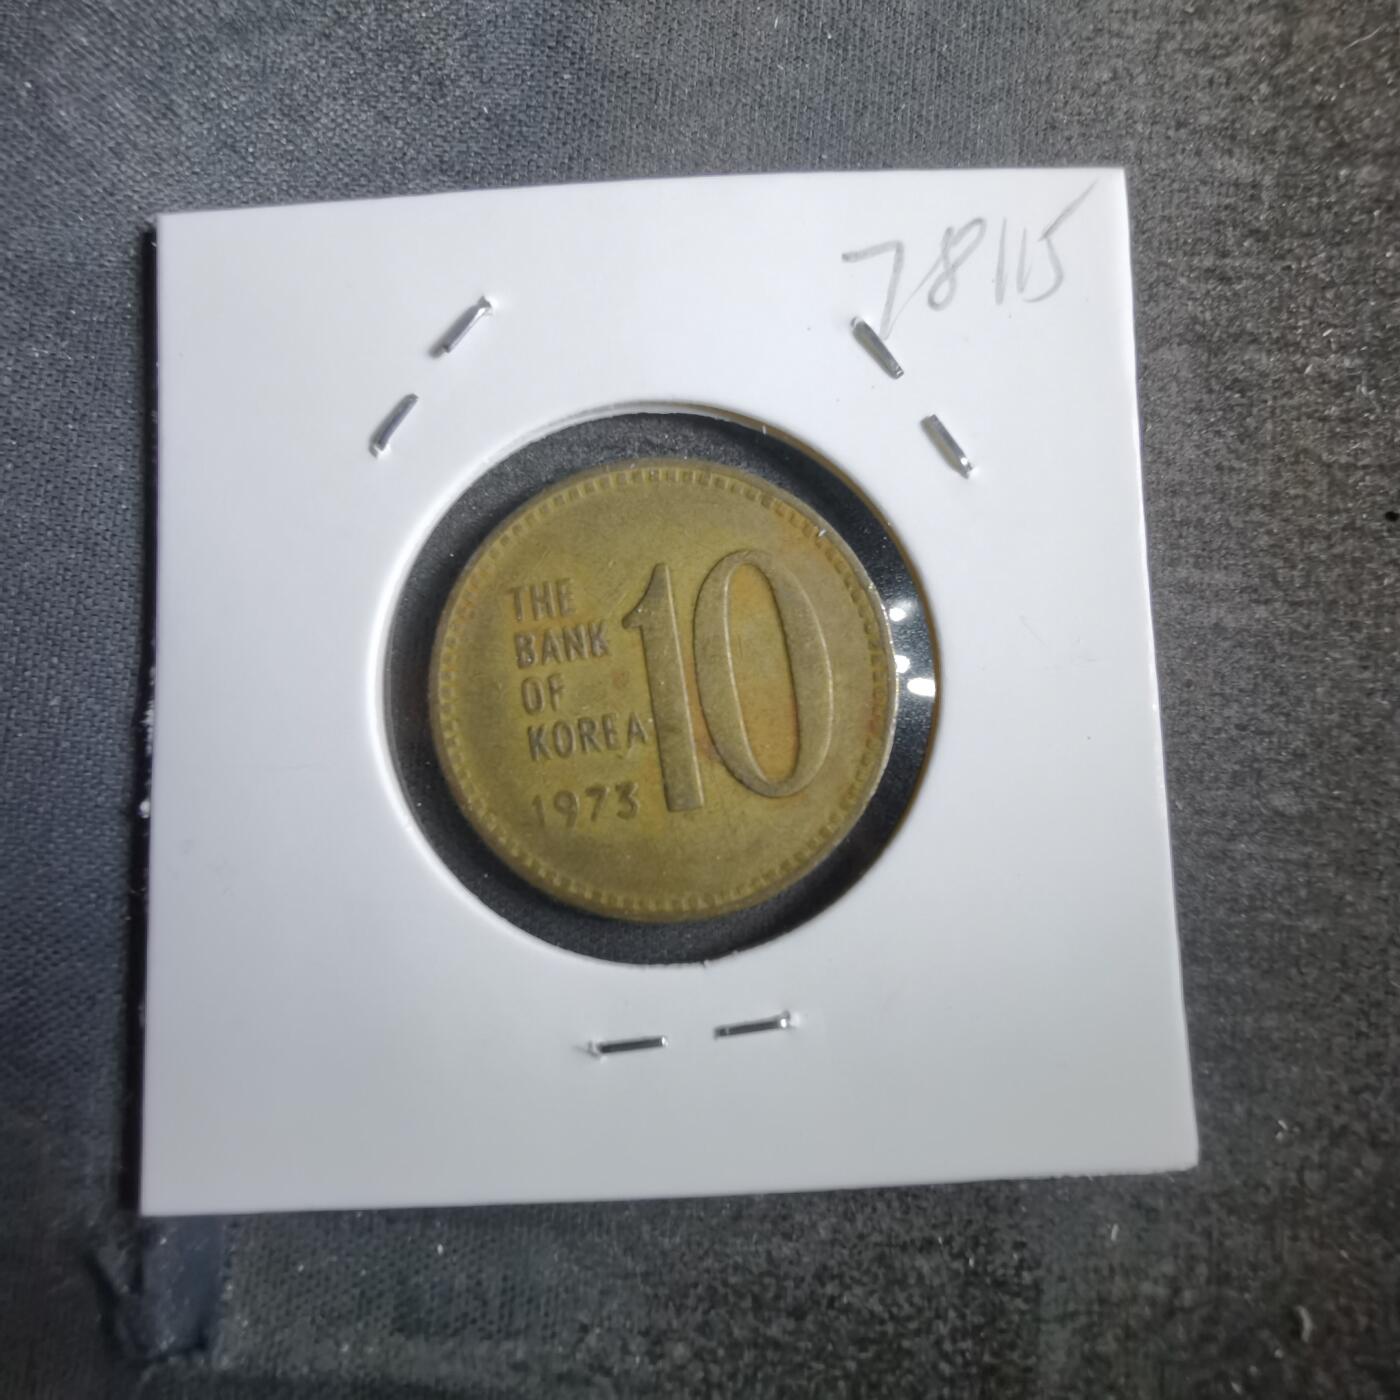 78115
THE
BANK
OF
KOREA
1973
10